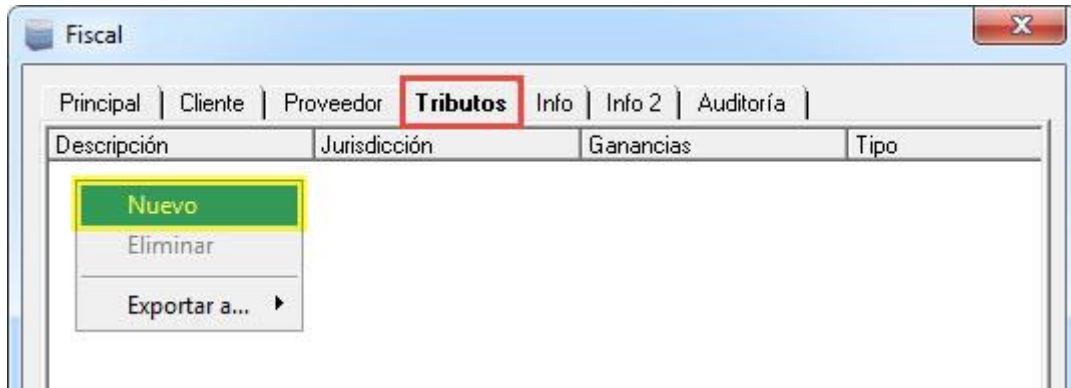 Fiscal
Principal Cliente Proveedor Tributos Info Info 2 Auditoría
Descripción Jurisdicción Ganancias Tipo
Nuevo
Eliminar
Exportar a...